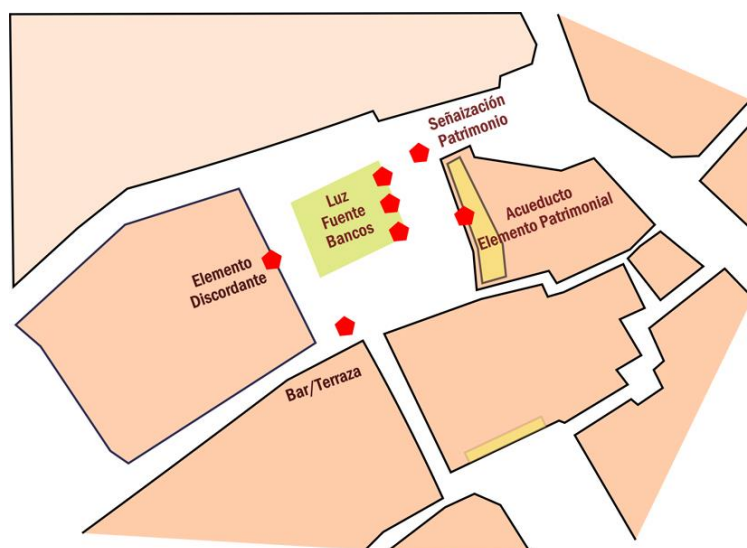 Señaización
Patrimonio
Luz
Fuente
Bancos
Acueducto
Elemento Patrimonial
Elemento
Discordante
Bar/Terraza